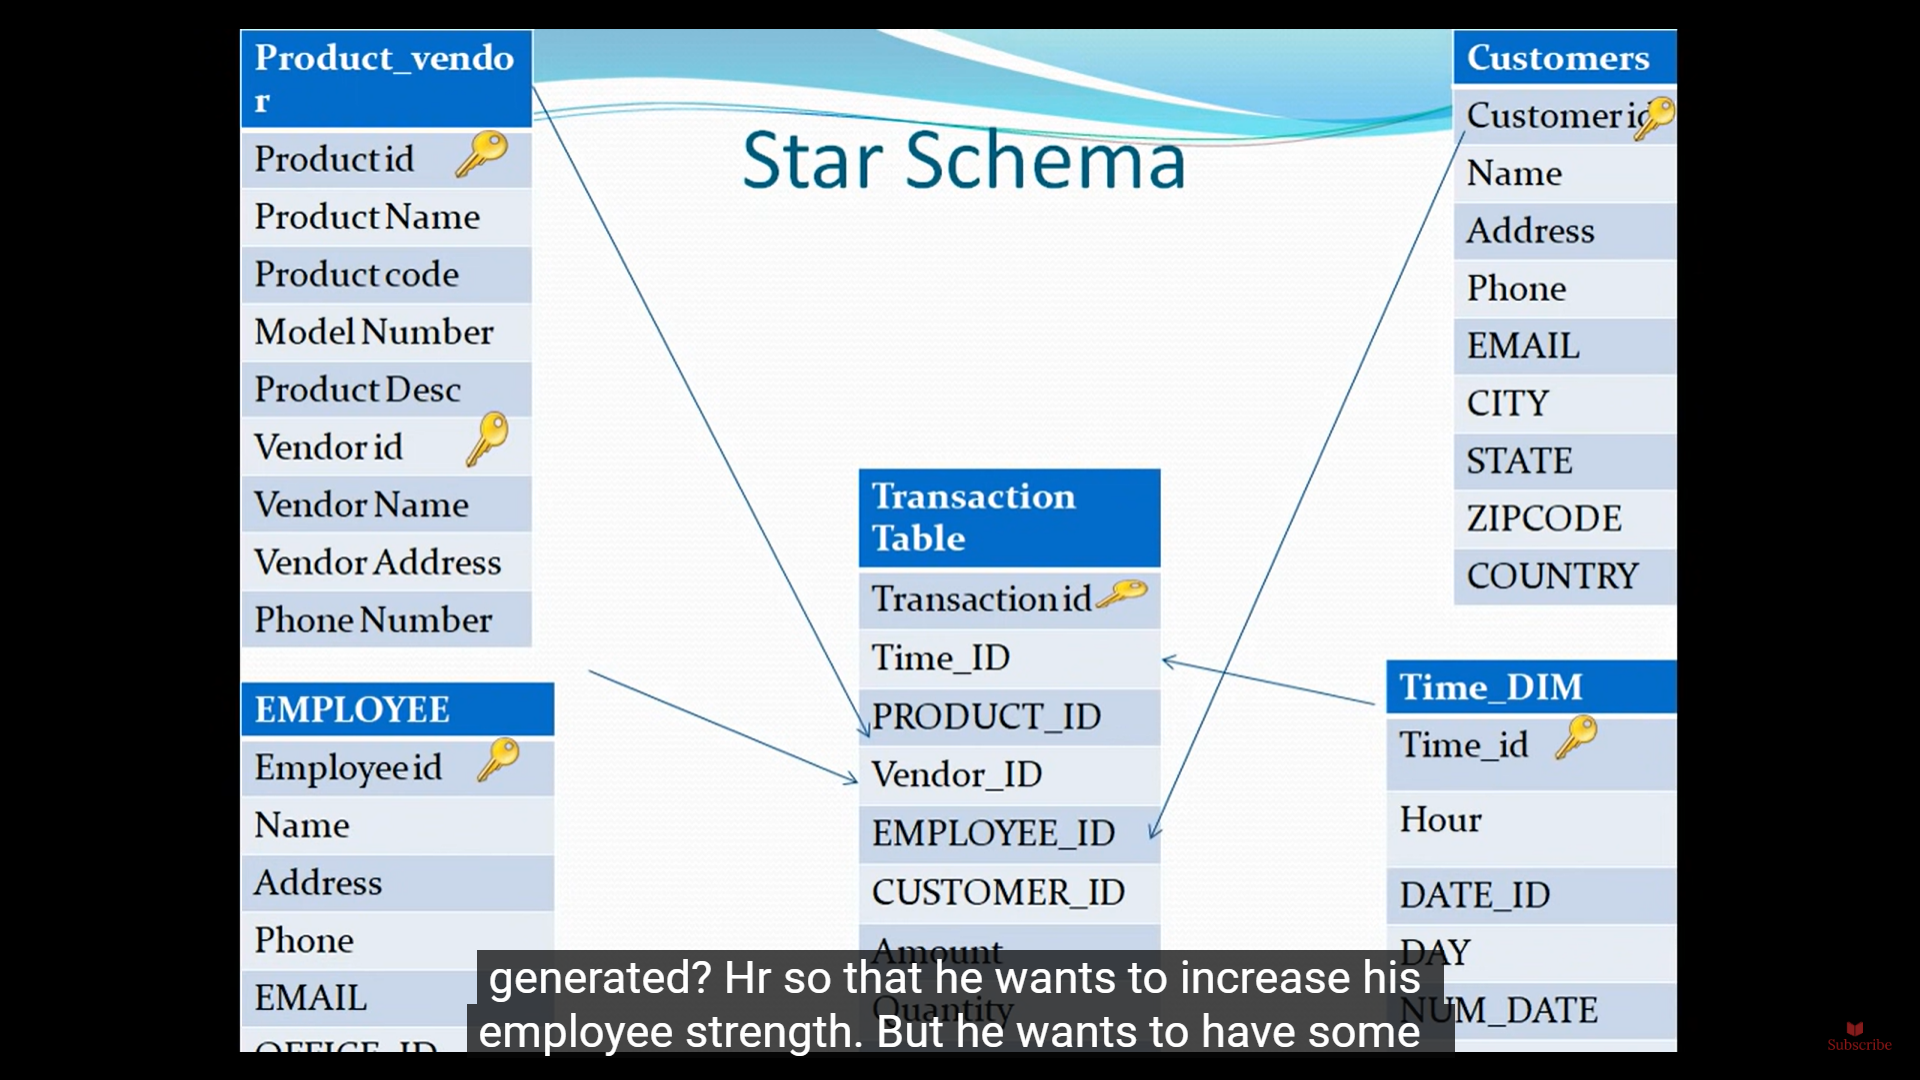 Product_vendo
r
Product id
Product Name
Product code
Model Number
Product Desc
Vendor id
Vendor Name
Vendor Address
Phone Number
EMPLOYEE
Employee id
Name
Address
Phone
EMAIL
OFFICE_ID
Star Schema
Transaction
Table
Transaction id
Time_ID
PRODUCT_ID
Vendor_ID
EMPLOYEE_ID
CUSTOMER_ID
Amount
Quantity
Customers
Customer id
Name
Address
Phone
EMAIL
CITY
STATE
ZIPCODE
COUNTRY
Time_DIM
Time_id
Hour
DATE_ID
DAY
NUM_DATE
generated? Hr so that he wants to increase his
employee strength. But he wants to have some
Subscribe